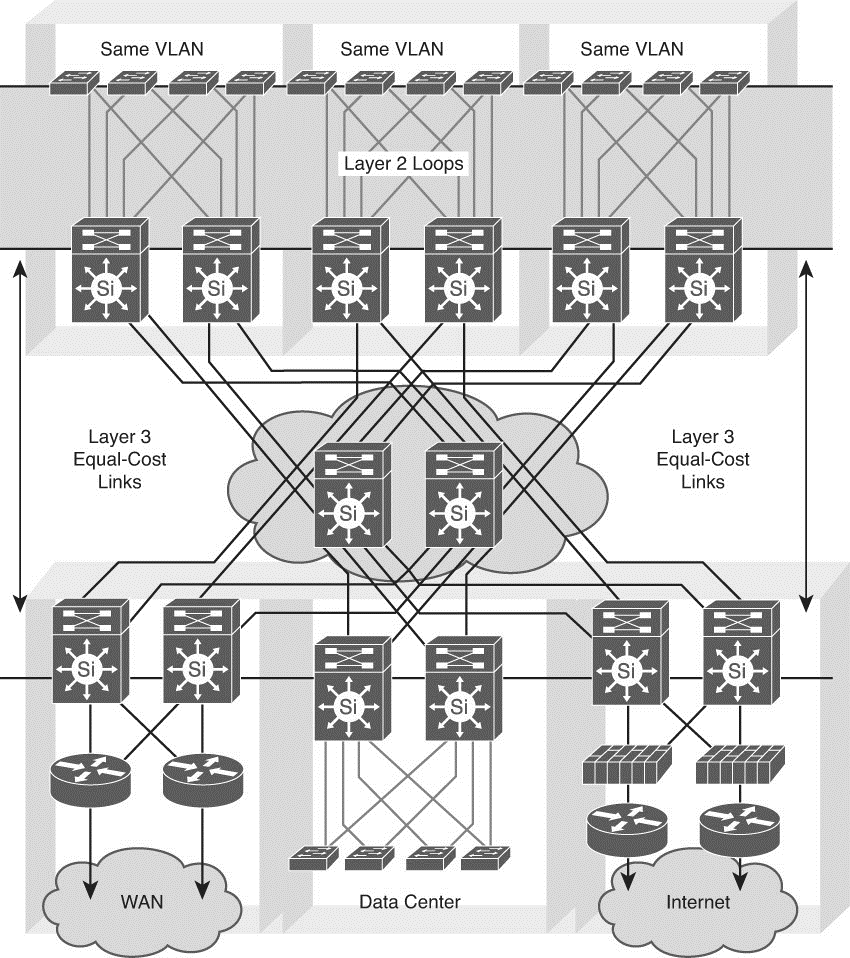 Same VLAN
Same VLAN
Same VLAN
Layer 2 Loops
Si
Si
Si
Si
Si
Si
Layer 3
Equal-Cost
Links
Layer 3
Equal-Cost
Links
Si
Si
Si
Si
Si
Si
Si
Si
WAN
Data Center
Internet